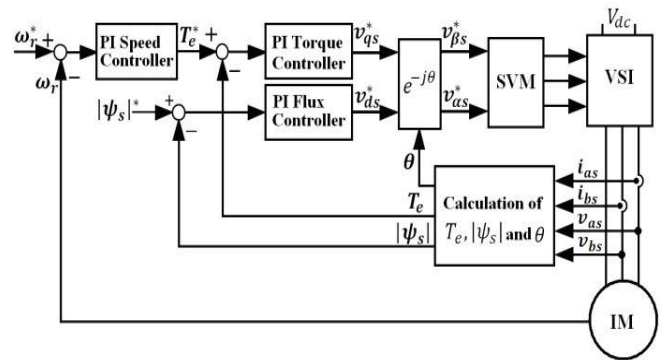 V_dc
ω_r^* +
PI Speed Controller
T_e^* +
PI Torque Controller
v_qs^*
e^{-jθ}
v_βs^*
SVM
VSI
ω_r −
−
|ψ_s|^* +
−
PI Flux Controller
v_ds^*
v_αs^*
θ
T_e
|ψ_s|
Calculation of
T_e, |ψ_s| and θ
i_as
i_bs
v_as
v_bs
IM